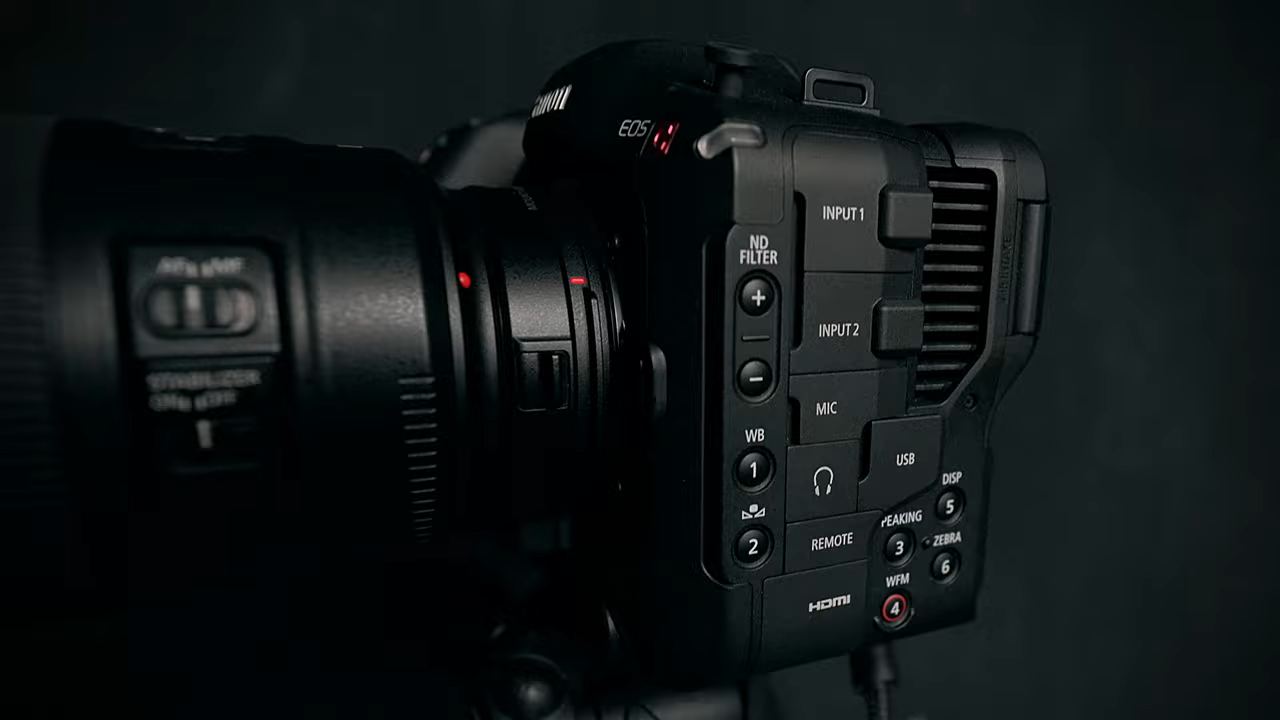 Canon
EOS
INPUT 1
ND
FILTER
+
INPUT 2
-
MIC
WB
1
USB
DISP
5
PEAKING
3
ZEBRA
6
2
REMOTE
WFM
4
HDMI
STABILIZER